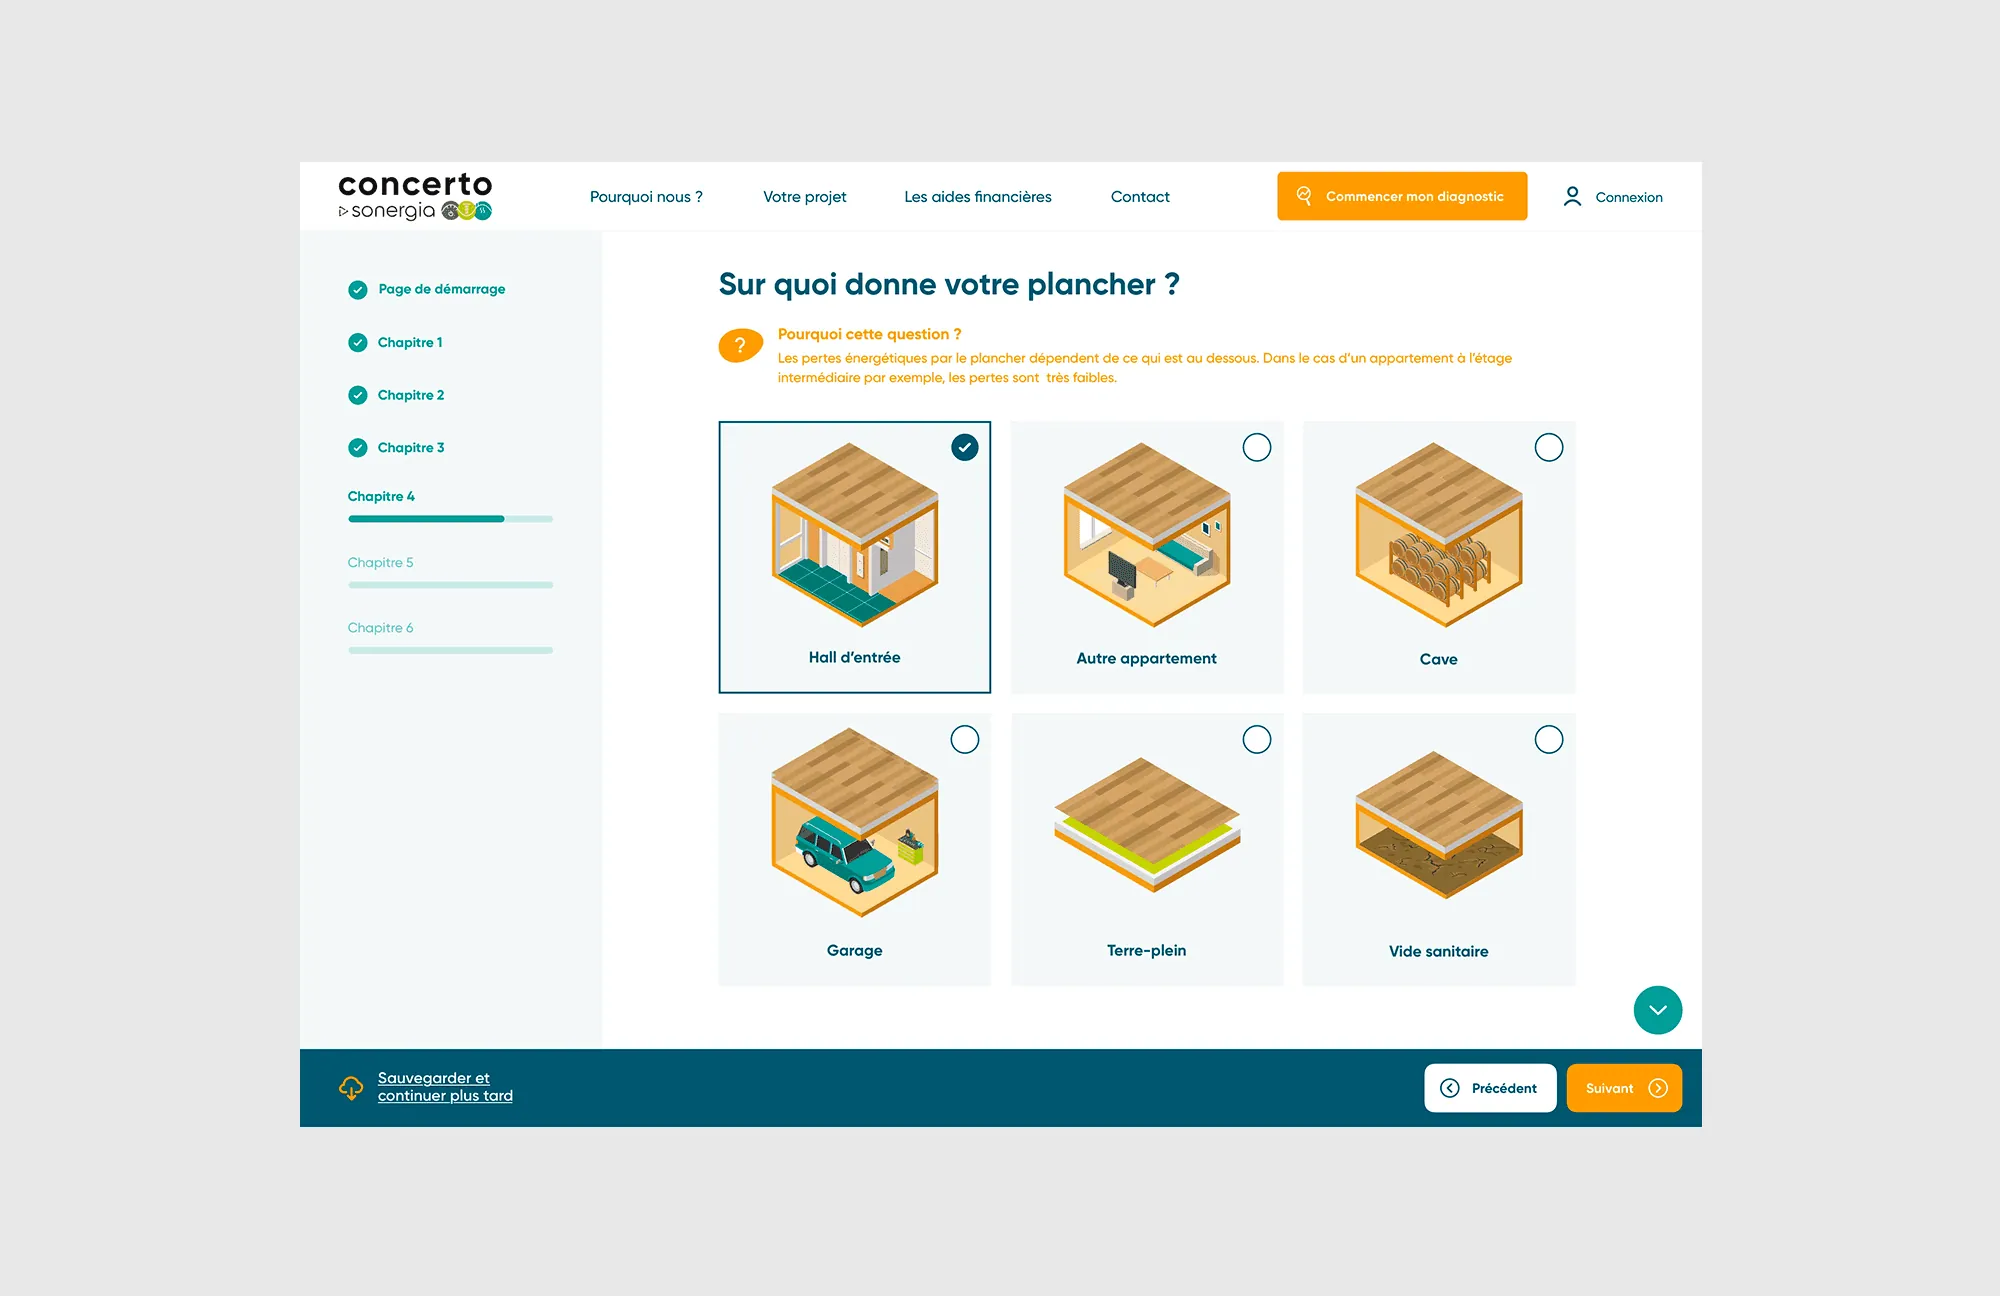 concerto
sonergia
Pourquoi nous ?
Votre projet
Les aides financières
Contact
Commencer mon diagnostic
Connexion
Page de démarrage
Chapitre 1
Chapitre 2
Chapitre 3
Chapitre 4
Chapitre 5
Chapitre 6
Sur quoi donne votre plancher ?
?
Pourquoi cette question ?
Les pertes énergétiques par le plancher dépendent de ce qui est au dessous. Dans le cas d’un appartement à l’étage
intermédiaire par exemple, les pertes sont  très faibles.
Hall d’entrée
Autre appartement
Cave
Garage
Terre-plein
Vide sanitaire
Sauvegarder et
continuer plus tard
Précédent
Suivant